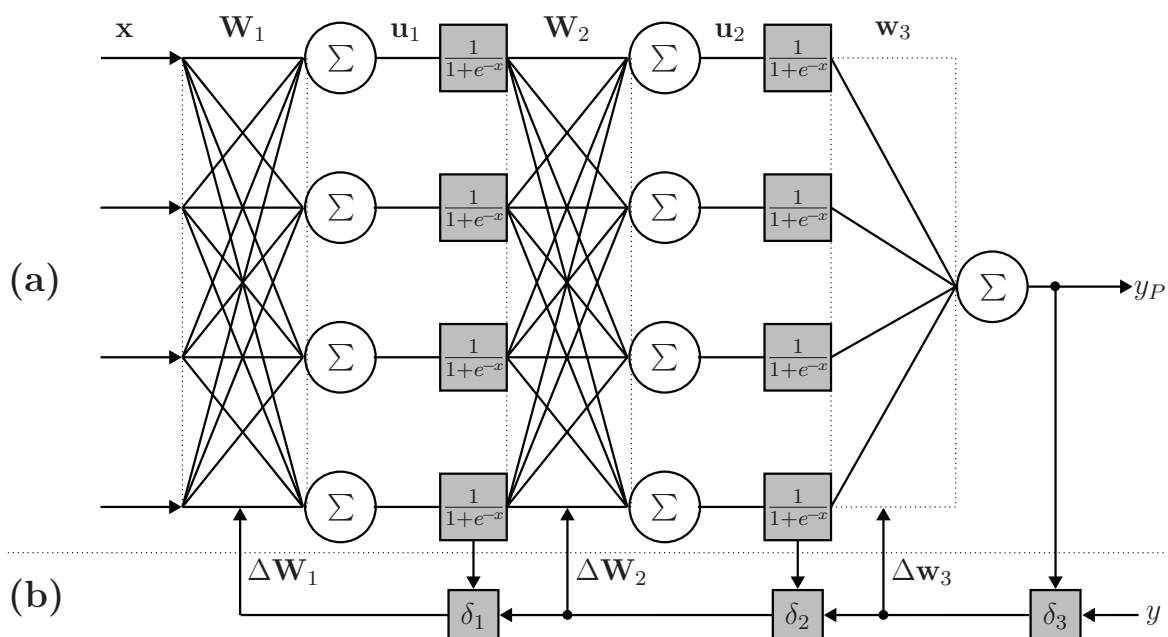 x W₁ u₁ W₂ u₂ w₃
Σ 1/(1+e⁻ˣ) Σ 1/(1+e⁻ˣ)
Σ 1/(1+e⁻ˣ) Σ 1/(1+e⁻ˣ)
(a) Σ y_P
Σ 1/(1+e⁻ˣ) Σ 1/(1+e⁻ˣ)
Σ 1/(1+e⁻ˣ) Σ 1/(1+e⁻ˣ)
ΔW₁ ΔW₂ Δw₃
(b) δ₁ δ₂ δ₃ y